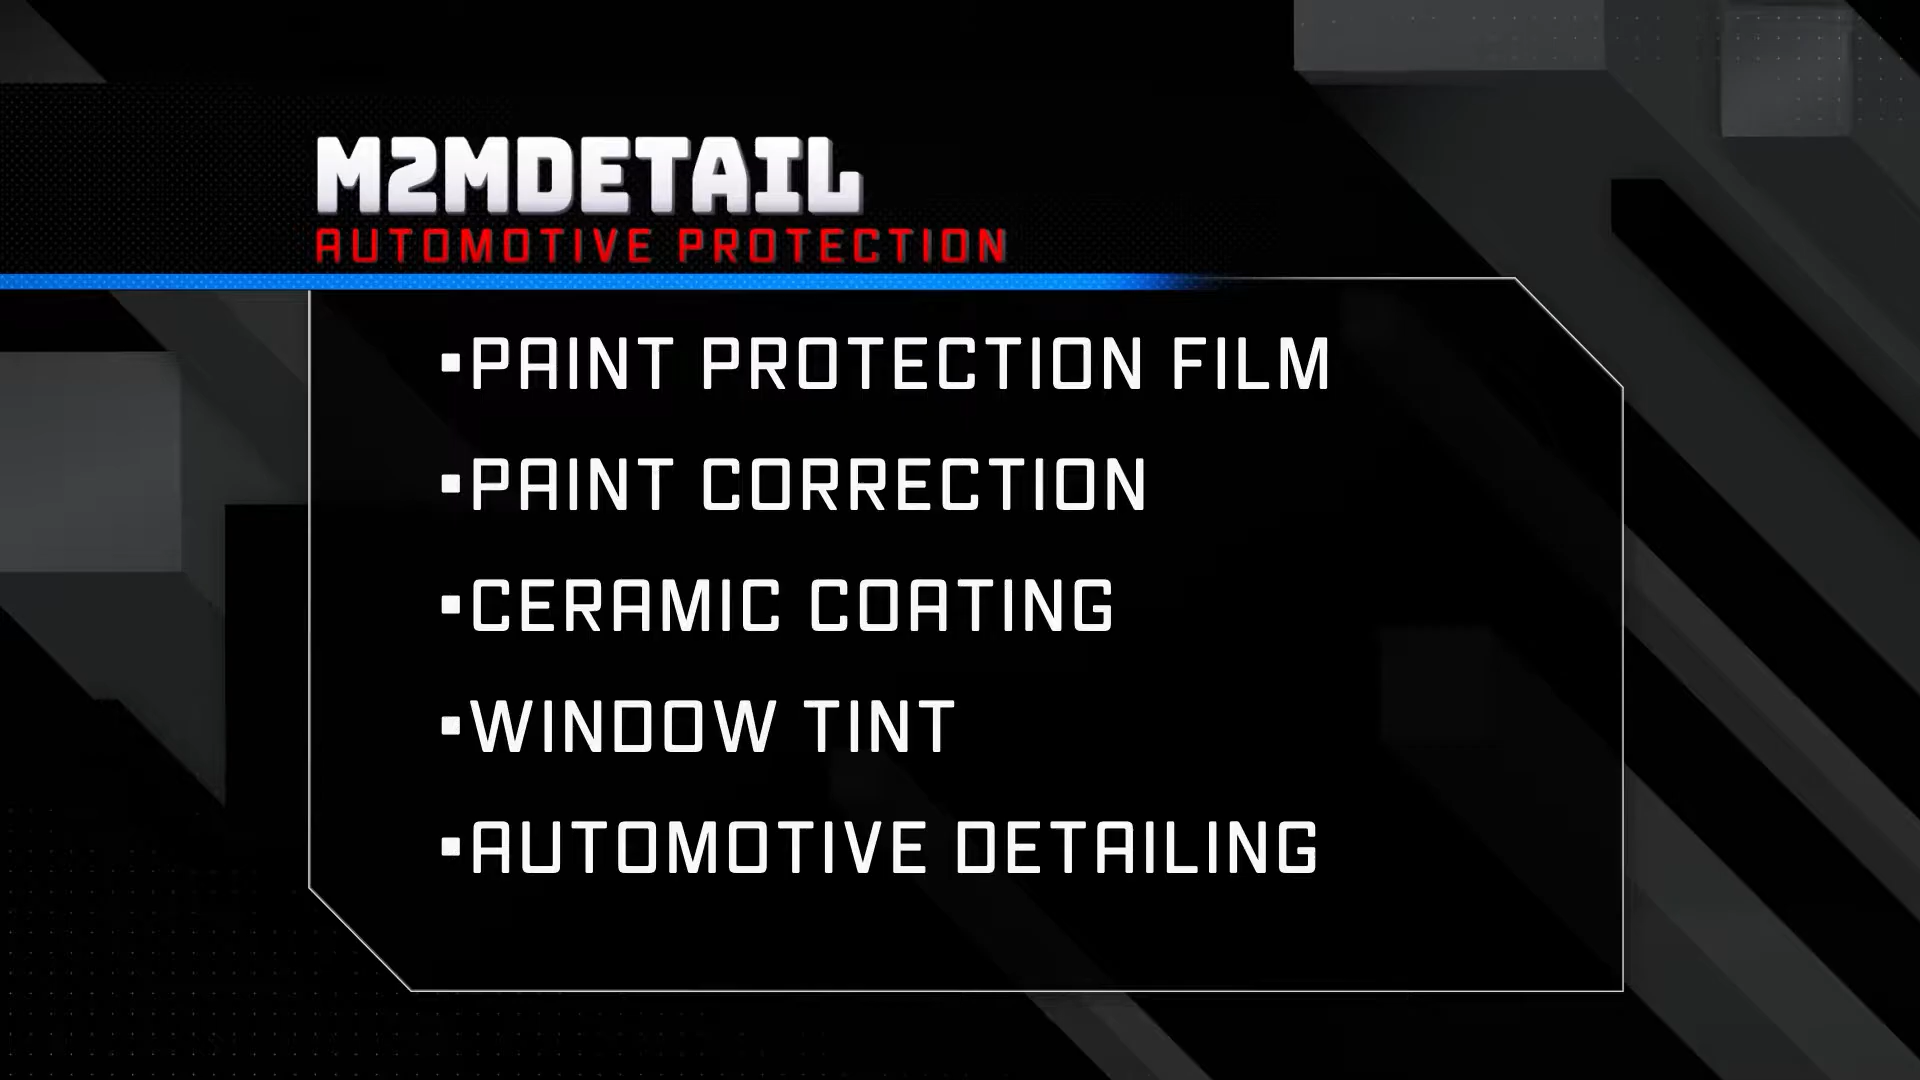 M2MDETAIL
AUTOMOTIVE PROTECTION
▪PAINT PROTECTION FILM
▪PAINT CORRECTION
▪CERAMIC COATING
▪WINDOW TINT
▪AUTOMOTIVE DETAILING